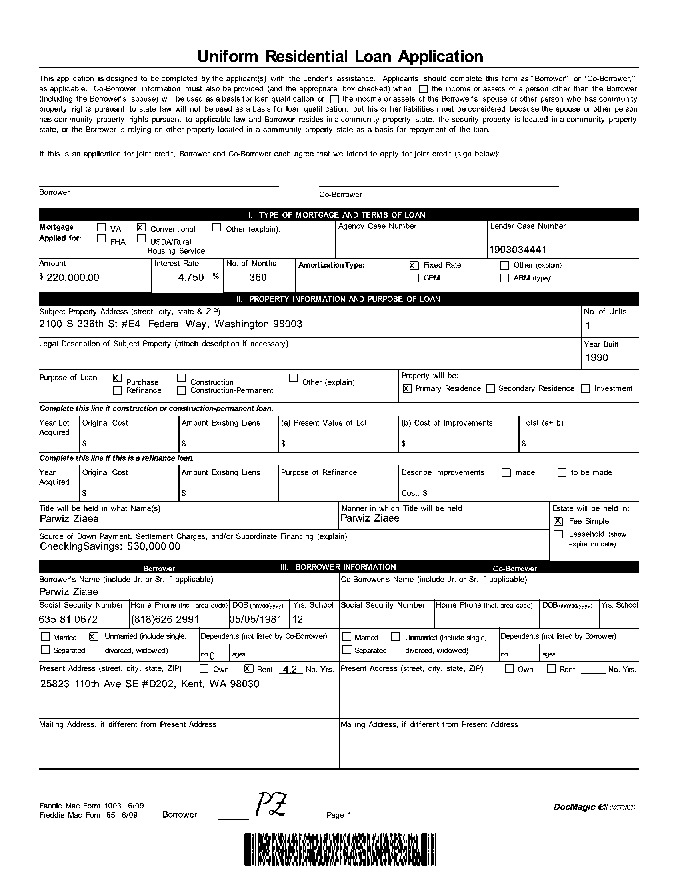 Uniform Residential Loan Application
This application is designed to be completed by the applicant(s) with the Lender's assistance. Applicants should complete this form as "Borrower" or "Co-Borrower,"
as applicable. Co-Borrower information must also be provided (and the appropriate box checked) when the income or assets of a person other than the Borrower
(including the Borrower's spouse) will be used as a basis for loan qualification or the income or assets of the Borrower's spouse or other person who has community
property rights pursuant to state law will not be used as a basis for loan qualification, but his or her liabilities must be considered because the spouse or other person
has community property rights pursuant to applicable law and Borrower resides in a community property state, the security property is located in a community property
state, or the Borrower is relying on other property located in a community property state as a basis for repayment of the loan.
If this is an application for joint credit, Borrower and Co-Borrower each agree that we intend to apply for joint credit (sign below):
Borrower Co-Borrower
I. TYPE OF MORTGAGE AND TERMS OF LOAN
Mortgage Applied for: VA X Conventional Other (explain): Agency Case Number Lender Case Number
FHA USDA/Rural Housing Service 1903034441
Amount Interest Rate No. of Months Amortization Type: X Fixed Rate Other (explain)
$ 220,000.00 4.750 % 360 GPM ARM (type)
II. PROPERTY INFORMATION AND PURPOSE OF LOAN
Subject Property Address (street, city, state & ZIP) No. of Units
2100 S 336th St #E4 Federal Way, Washington 98003 1
Legal Description of Subject Property (attach description if necessary) Year Built
1990
Purpose of Loan X Purchase Construction Other (explain) Property will be:
Refinance Construction-Permanent X Primary Residence Secondary Residence Investment
Complete this line if construction or construction-permanent loan.
Year Lot Acquired Original Cost Amount Existing Liens (a) Present Value of Lot (b) Cost of Improvements Total (a+b)
$ $ $ $ $
Complete this line if this is a refinance loan.
Year Acquired Original Cost Amount Existing Liens Purpose of Refinance Describe Improvements made to be made
$ $ Cost: $
Title will be held in what Name(s) Manner in which Title will be held Estate will be held in:
Parwiz Ziaee Parwiz Ziaee X Fee Simple
Source of Down Payment, Settlement Charges, and/or Subordinate Financing (explain) Leasehold (show expiration date)
CheckingSavings: $30,000.00
Borrower III. BORROWER INFORMATION Co-Borrower
Borrower's Name (include Jr. or Sr. if applicable) Co-Borrower's Name (include Jr. or Sr. if applicable)
Parwiz Ziaee
Social Security Number Home Phone (incl. area code) DOB (mm/dd/yyyy) Yrs. School Social Security Number Home Phone (incl. area code) DOB (mm/dd/yyyy) Yrs. School
(818)626 2991 05/05/1981 12
Married X Unmarried (include single, Dependents (not listed by Co-Borrower) Married Unmarried (include single, Dependents (not listed by Borrower)
Separated divorced, widowed) no. 0 ages Separated divorced, widowed) no. ages
Present Address (street, city, state, ZIP) Own X Rent 4.2 No. Yrs. Present Address (street, city, state, ZIP) Own Rent No. Yrs.
25823 110th Ave SE #D202, Kent, WA 98030
Mailing Address, if different from Present Address Mailing Address, if different from Present Address
Fannie Mae Form 1003 6/09
Freddie Mac Form 65 6/09 Borrower PZ Page 1 DocMagic